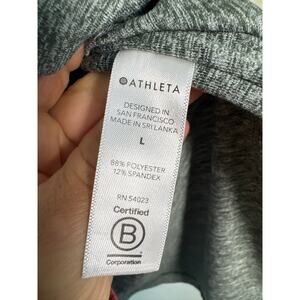 ATHLETA
DESIGNED IN
SAN FRANCISCO
MADE IN SRI LANKA
L
88% POLYESTER
12% SPANDEX
RN 54023
Certified
B
Corporation